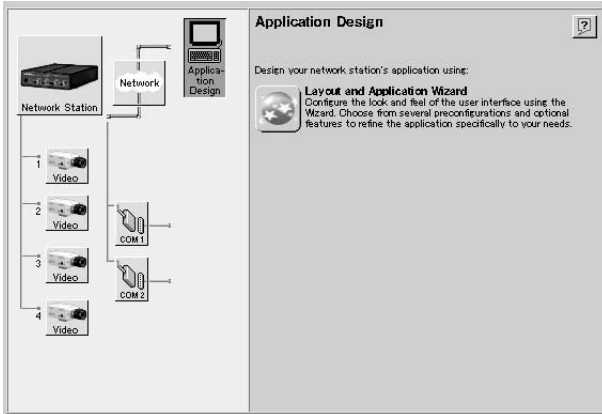 Application Design
?
Network Station
Network
Applica-
tion
Design
Design your network station's application using:
Layout and Application Wizard
Configure the look and feel of the user interface using the
Wizard. Choose from several preconfigurations and optional
features to refine the application specifically to your needs.
1
Video
2
Video
3
Video
4
Video
COM 1
COM 2